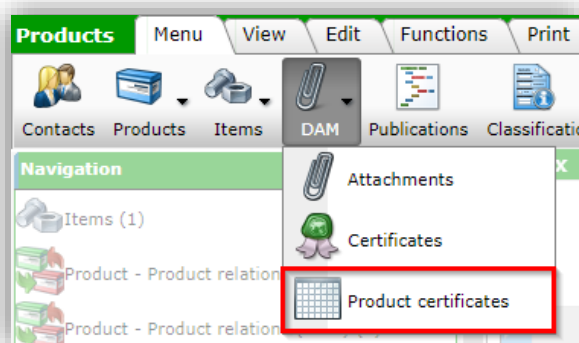 Products Menu View Edit Functions Print
Contacts Products Items DAM Publications
Navigation X
Attachments
Items (1)
Certificates
Product - Product relation
Product certificates
Product - Product relation